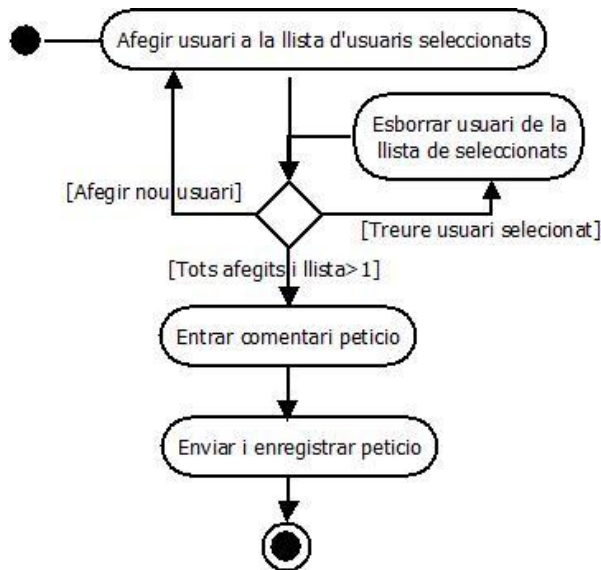 Afegir usuari a la llista d'usuaris seleccionats
Esborrar usuari de la
llista de seleccionats
[Afegir nou usuari]
[Treure usuari selecionat]
[Tots afegits i llista>1]
Entrar comentari peticio
Enviar i enregistrar peticio